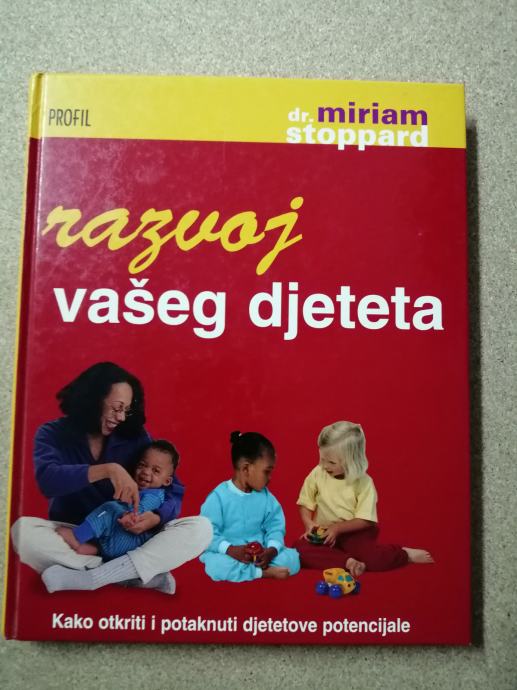 PROFIL
dr. miriam
stoppard
razvoj
vašeg djeteta
Kako otkriti i potaknuti djetetove potencijale